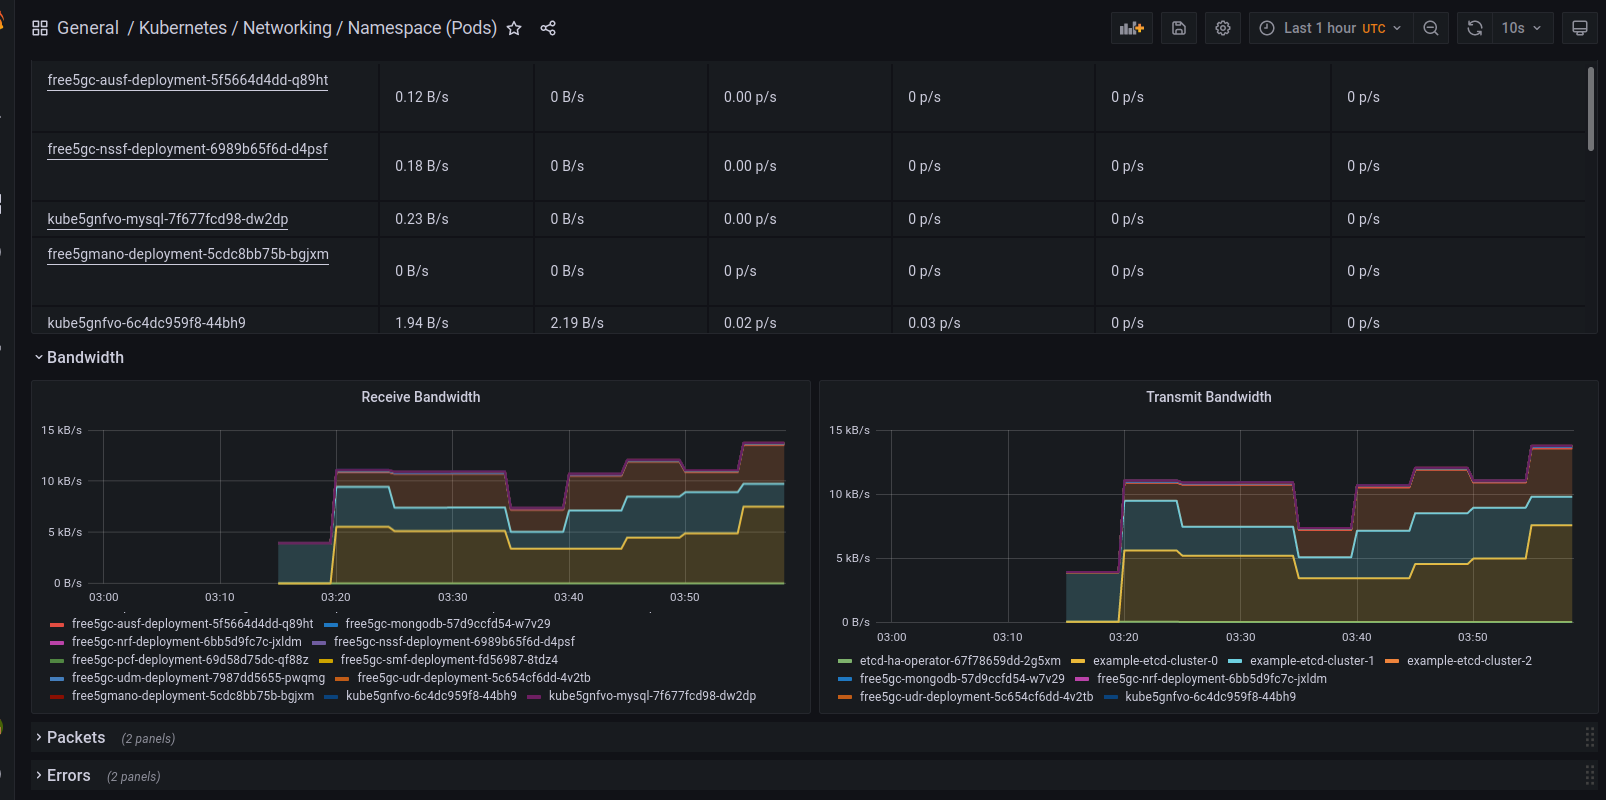 General / Kubernetes / Networking / Namespace (Pods)
Last 1 hour UTC
10s
free5gc-ausf-deployment-5f5664d4dd-q89ht 0.12 B/s 0 B/s 0.00 p/s 0 p/s 0 p/s 0 p/s
free5gc-nssf-deployment-6989b65f6d-d4psf 0.18 B/s 0 B/s 0.00 p/s 0 p/s 0 p/s 0 p/s
kube5gnfvo-mysql-7f677fcd98-dw2dp 0.23 B/s 0 B/s 0.00 p/s 0 p/s 0 p/s 0 p/s
free5gmano-deployment-5cdc8bb75b-bgjxm 0 B/s 0 B/s 0 p/s 0 p/s 0 p/s 0 p/s
kube5gnfvo-6c4dc959f8-44bh9 1.94 B/s 2.19 B/s 0.02 p/s 0.03 p/s 0 p/s 0 p/s
Bandwidth
Receive Bandwidth
15 kB/s
10 kB/s
5 kB/s
0 B/s
03:00 03:10 03:20 03:30 03:40 03:50
free5gc-ausf-deployment-5f5664d4dd-q89ht free5gc-mongodb-57d9ccfd54-w7v29
free5gc-nrf-deployment-6bb5d9fc7c-jxldm free5gc-nssf-deployment-6989b65f6d-d4psf
free5gc-pcf-deployment-69d58d75dc-qf88z free5gc-smf-deployment-fd56987-8tdz4
free5gc-udm-deployment-7987dd5655-pwqmg free5gc-udr-deployment-5c654cf6dd-4v2tb
free5gmano-deployment-5cdc8bb75b-bgjxm kube5gnfvo-6c4dc959f8-44bh9 kube5gnfvo-mysql-7f677fcd98-dw2dp
Transmit Bandwidth
15 kB/s
10 kB/s
5 kB/s
0 B/s
03:00 03:10 03:20 03:30 03:40 03:50
etcd-ha-operator-67f78659dd-2g5xm example-etcd-cluster-0 example-etcd-cluster-1 example-etcd-cluster-2
free5gc-mongodb-57d9ccfd54-w7v29 free5gc-nrf-deployment-6bb5d9fc7c-jxldm
free5gc-udr-deployment-5c654cf6dd-4v2tb kube5gnfvo-6c4dc959f8-44bh9
Packets (2 panels)
Errors (2 panels)